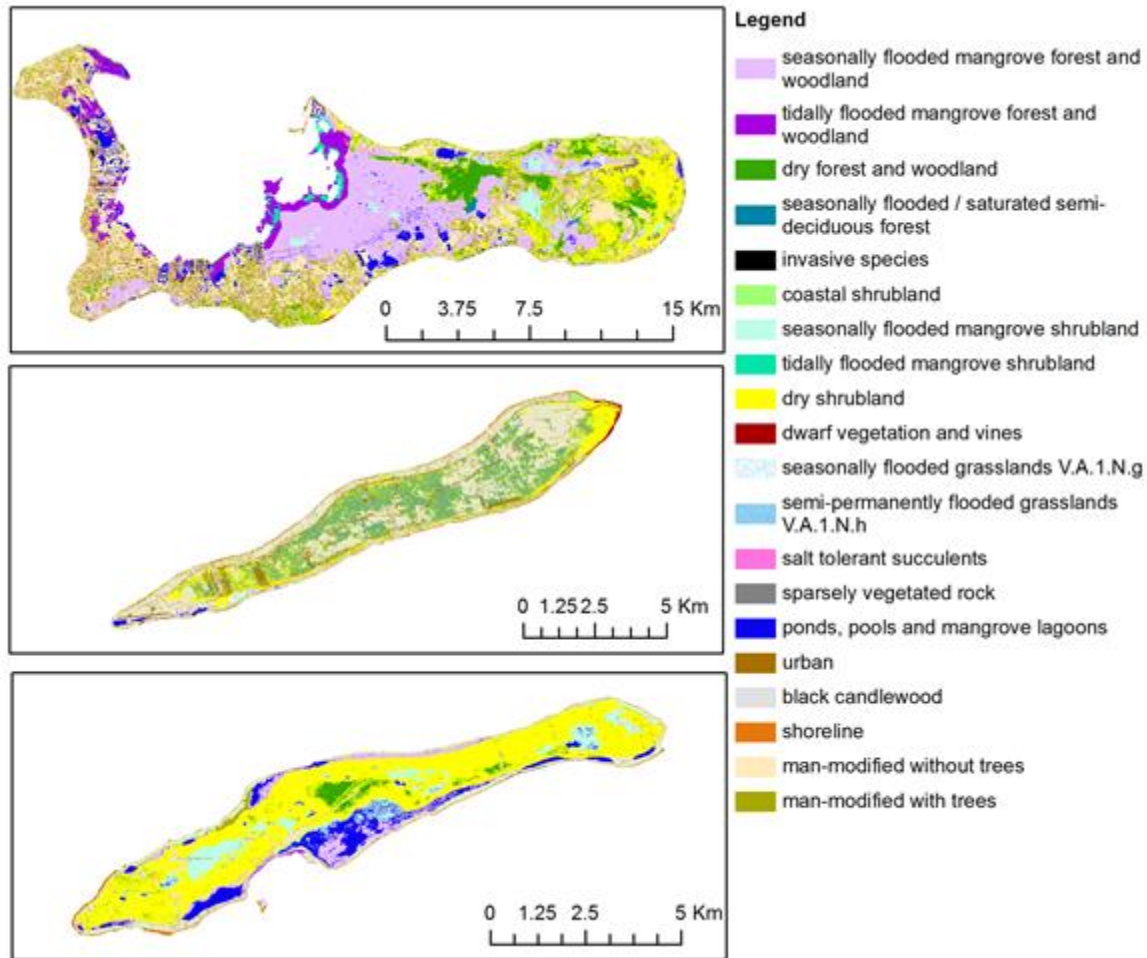 Legend
seasonally flooded mangrove forest and
woodland
tidally flooded mangrove forest and
woodland
dry forest and woodland
seasonally flooded / saturated semi-
deciduous forest
invasive species
coastal shrubland
seasonally flooded mangrove shrubland
tidally flooded mangrove shrubland
dry shrubland
dwarf vegetation and vines
seasonally flooded grasslands V.A.1.N.g
semi-permanently flooded grasslands
V.A.1.N.h
salt tolerant succulents
sparsely vegetated rock
ponds, pools and mangrove lagoons
urban
black candlewood
shoreline
man-modified without trees
man-modified with trees
0 3.75 7.5 15 Km
0 1.25 2.5 5 Km
0 1.25 2.5 5 Km